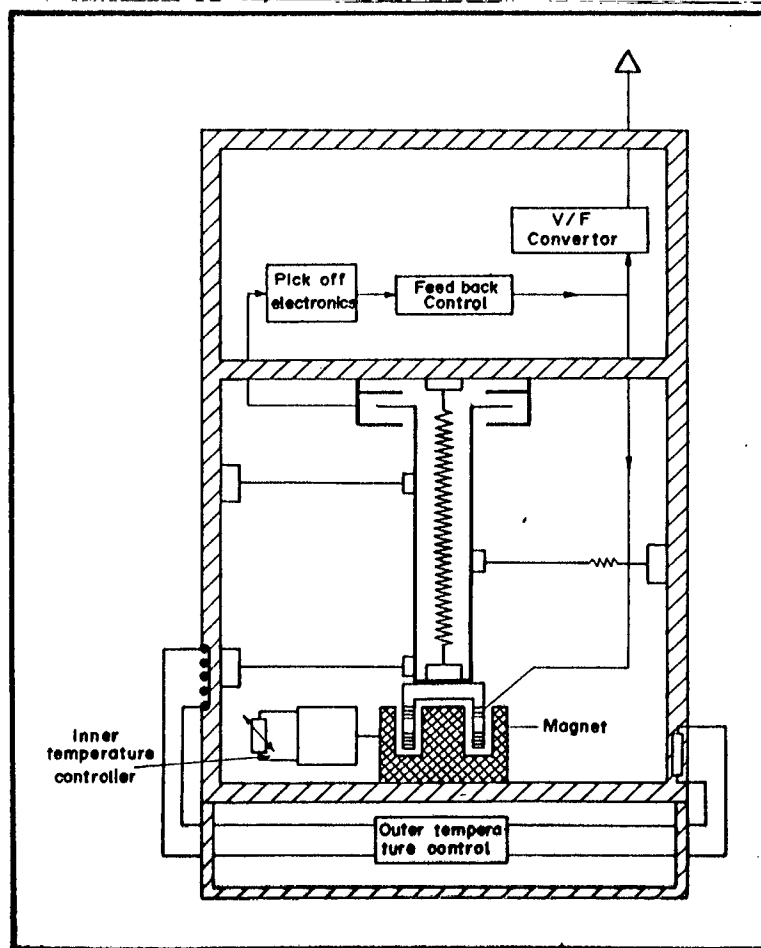 V/F
Convertor
Pick off
electronics
Feed back
Control
Magnet
Inner
temperature
controller
Outer tempera
ture control